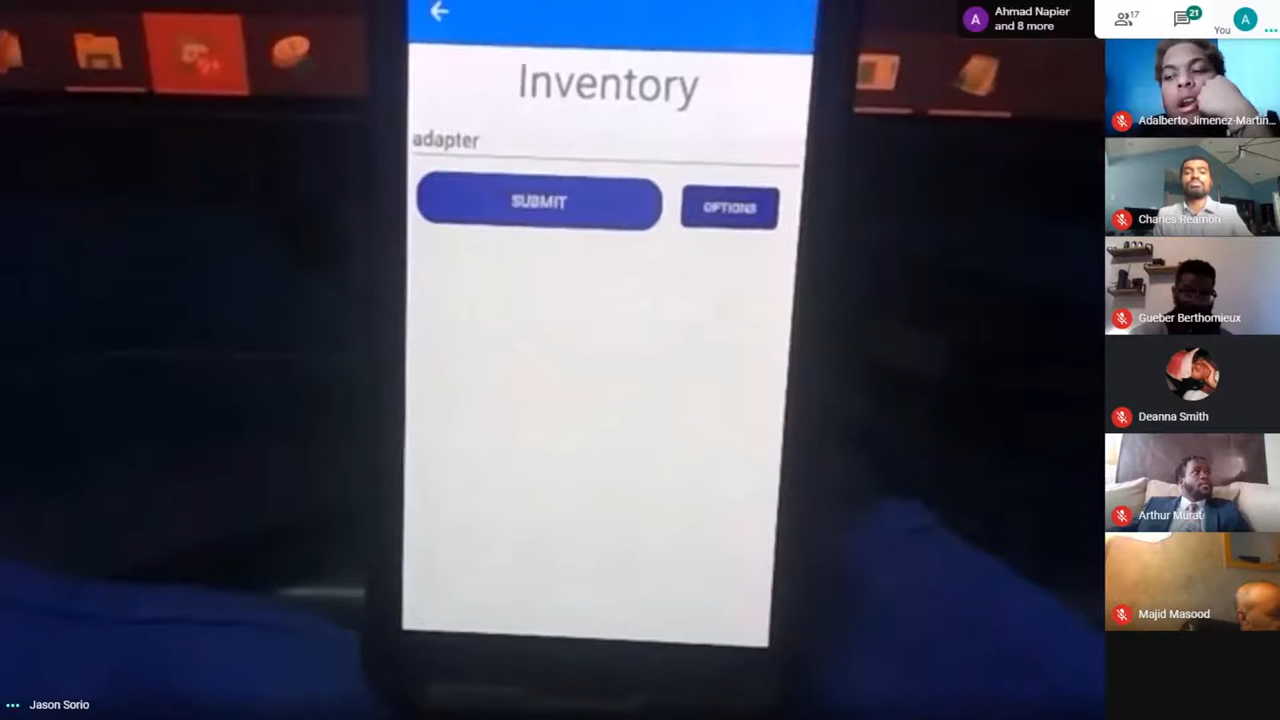 Ahmad Napier
and 8 more
17
21
You
A
A
Inventory
adapter
SUBMIT
OPTIONS
Adalberto Jimenez-Martin...
Charles Reamon
Gueber Berthomieux
Deanna Smith
Arthur Murat
Majid Masood
Jason Sorio